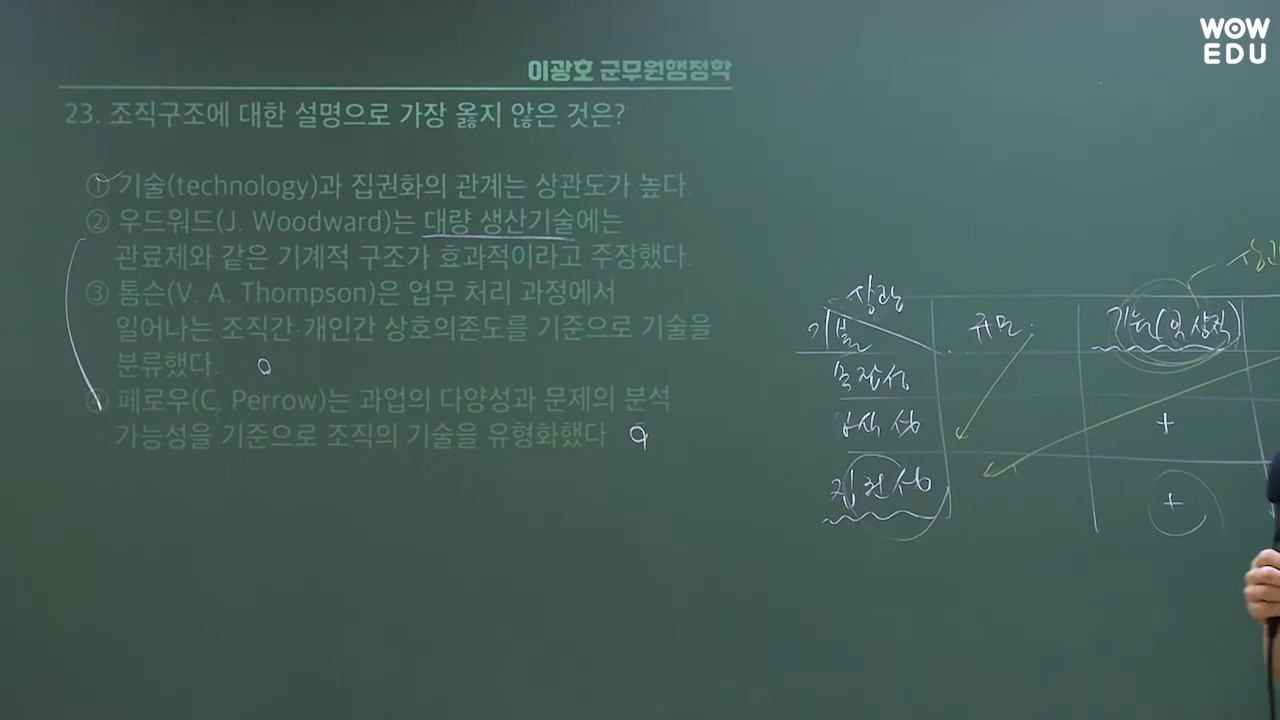 WOW
EDU
이광호 군무원행정학
23. 조직구조에 대한 설명으로 가장 옳지 않은 것은?
① 기술(technology)과 집권화의 관계는 상관도가 높다.
② 우드워드(J. Woodward)는 대량 생산기술에는
관료제와 같은 기계적 구조가 효과적이라고 주장했다.
③ 톰슨(V. A. Thompson)은 업무 처리 과정에서
일어나는 조직간·개인간 상호의존도를 기준으로 기술을
분류했다.
④ 페로우(C. Perrow)는 과업의 다양성과 문제의 분석
가능성을 기준으로 조직의 기술을 유형화했다
상황
기본
규모
기술(일상적)
복잡성
+
집권성
+